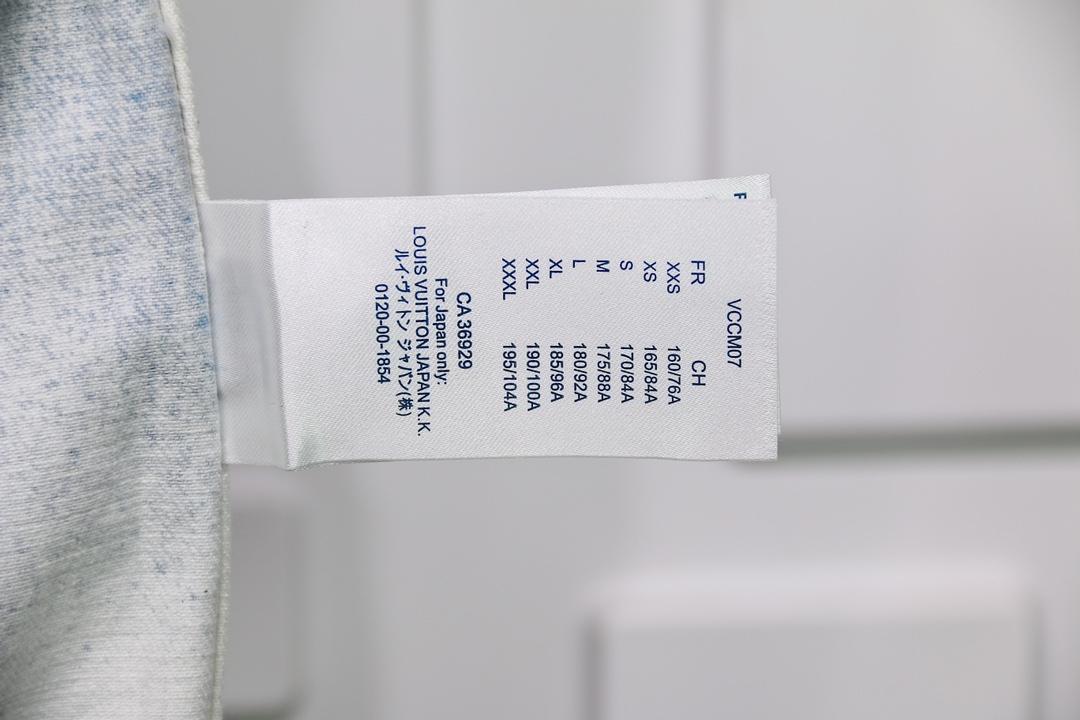 VCCM07
FR CH
XXS 160/76A
XS 165/84A
S 170/84A
M 175/88A
L 180/92A
XL 185/96A
XXL 190/100A
XXXL 195/104A
CA 36929
For Japan only:
LOUIS VUITTON JAPAN K.K.
ルイ・ヴィトン ジャパン(株)
0120-00-1854